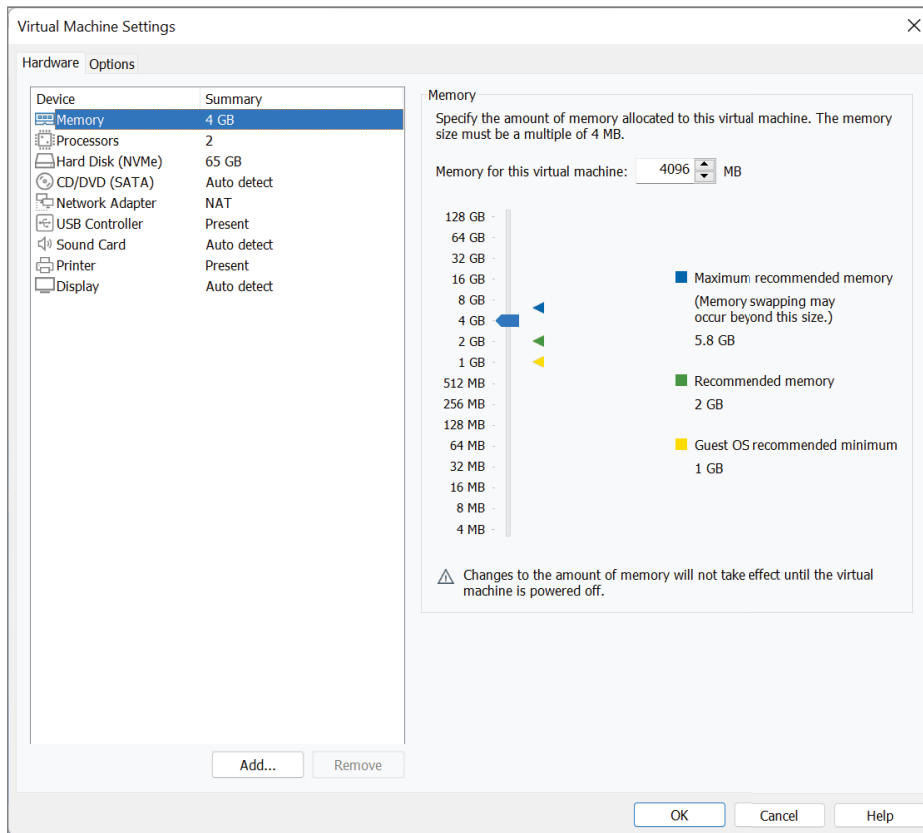 Virtual Machine Settings
Hardware Options
Device Summary
Memory 4 GB
Processors 2
Hard Disk (NVMe) 65 GB
CD/DVD (SATA) Auto detect
Network Adapter NAT
USB Controller Present
Sound Card Auto detect
Printer Present
Display Auto detect
Add... Remove
Memory
Specify the amount of memory allocated to this virtual machine. The memory
size must be a multiple of 4 MB.
Memory for this virtual machine: 4096 MB
128 GB
64 GB
32 GB
16 GB
8 GB
4 GB
2 GB
1 GB
512 MB
256 MB
128 MB
64 MB
32 MB
16 MB
8 MB
4 MB
Maximum recommended memory
(Memory swapping may
occur beyond this size.)
5.8 GB
Recommended memory
2 GB
Guest OS recommended minimum
1 GB
Changes to the amount of memory will not take effect until the virtual
machine is powered off.
OK Cancel Help